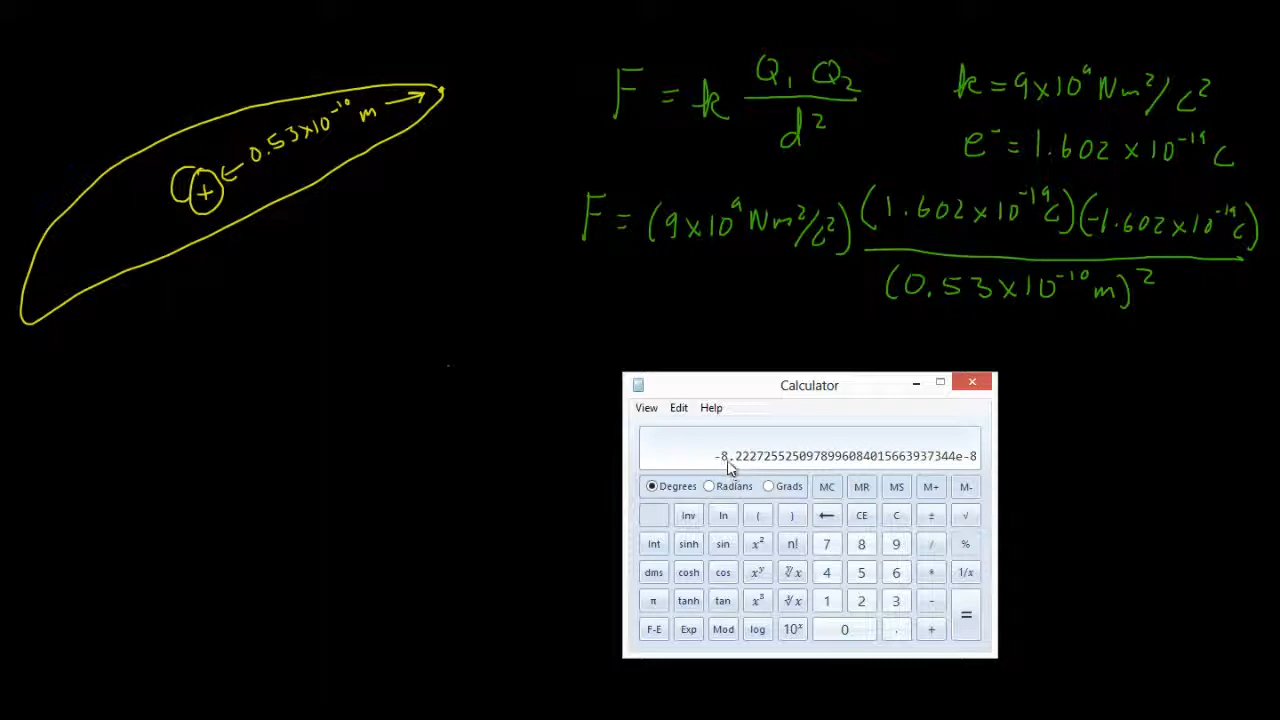 0.53x10⁻¹⁰ m
+
F = k Q₁ Q₂ / d²
k = 9x10⁹ Nm²/C²
e⁻ = 1.602 x 10⁻¹⁹ C
F = (9x10⁹ Nm²/C²) (1.602x10⁻¹⁹C)(-1.602x10⁻¹⁹C) / (0.53x10⁻¹⁰m)²
Calculator
View Edit Help
-8.2227255250978996084015663937344e-8
Degrees Radians Grads MC MR MS M+ M-
Inv ln ( ) ← CE C ± √
Int sinh sin x² n! 7 8 9 / %
dms cosh cos xʸ ʸ√x 4 5 6 * 1/x
π tanh tan x³ ³√x 1 2 3 - =
F-E Exp Mod log 10ˣ 0 . +